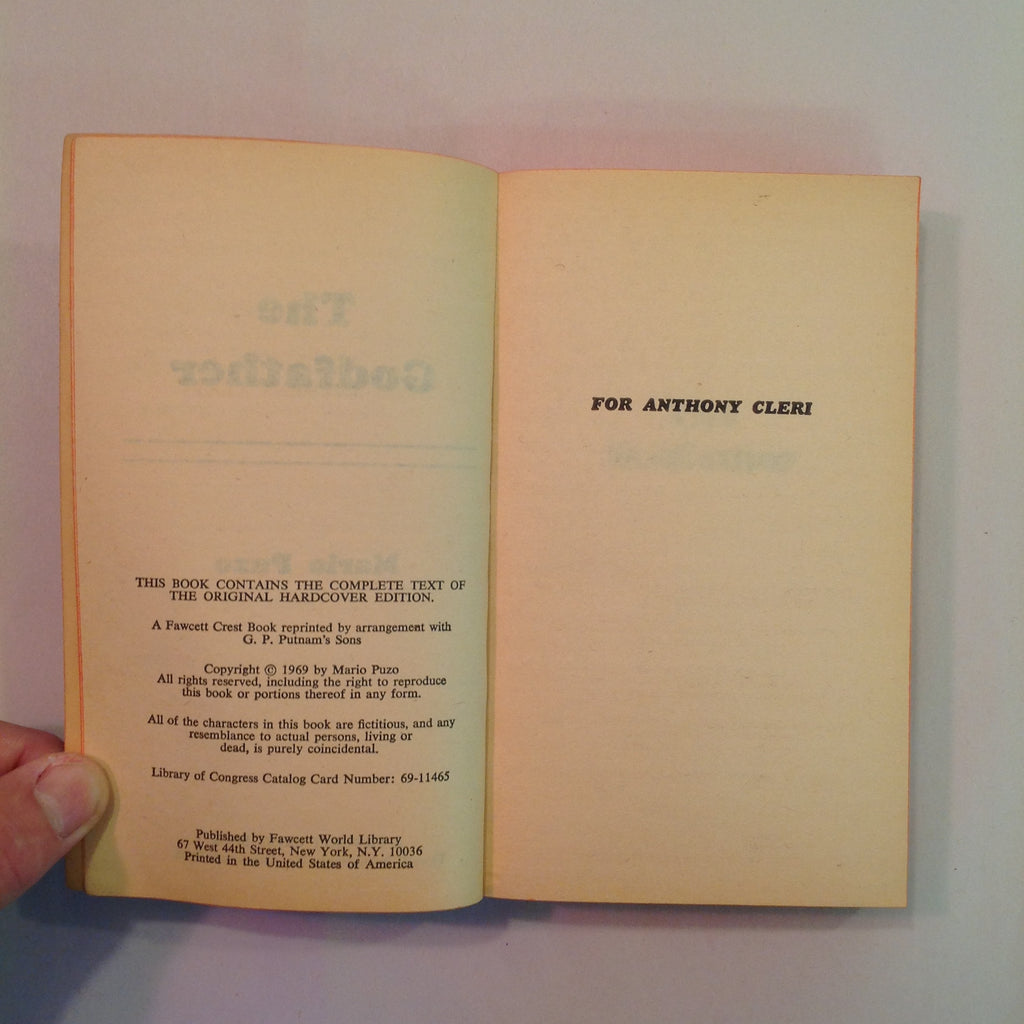 The
Godfather
Mario Puzo
THIS BOOK CONTAINS THE COMPLETE TEXT OF
THE ORIGINAL HARDCOVER EDITION.
A Fawcett Crest Book reprinted by arrangement with
G. P. Putnam's Sons
Copyright © 1969 by Mario Puzo
All rights reserved, including the right to reproduce
this book or portions thereof in any form.
All of the characters in this book are fictitious, and any
resemblance to actual persons, living or
dead, is purely coincidental.
Library of Congress Catalog Card Number: 69-11465
Published by Fawcett World Library
67 West 44th Street, New York, N.Y. 10036
Printed in the United States of America
FOR ANTHONY CLERI